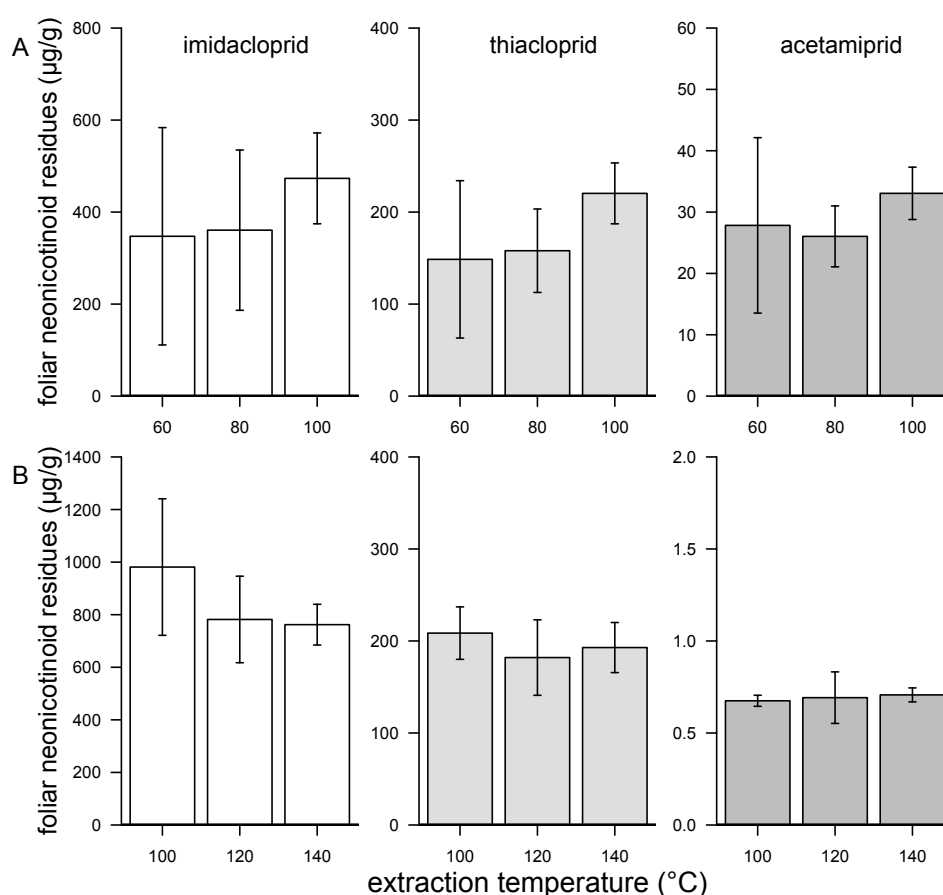 A
foliar neonicotinoid residues (µg/g)
imidacloprid
800
600
400
200
0
60 80 100
thiacloprid
400
300
200
100
0
60 80 100
acetamiprid
60
50
40
30
20
10
0
60 80 100
B
foliar neonicotinoid residues (µg/g)
1400
1200
1000
800
600
400
200
0
100 120 140
400
300
200
100
0
100 120 140
2.0
1.5
1.0
0.5
0.0
100 120 140
extraction temperature (°C)